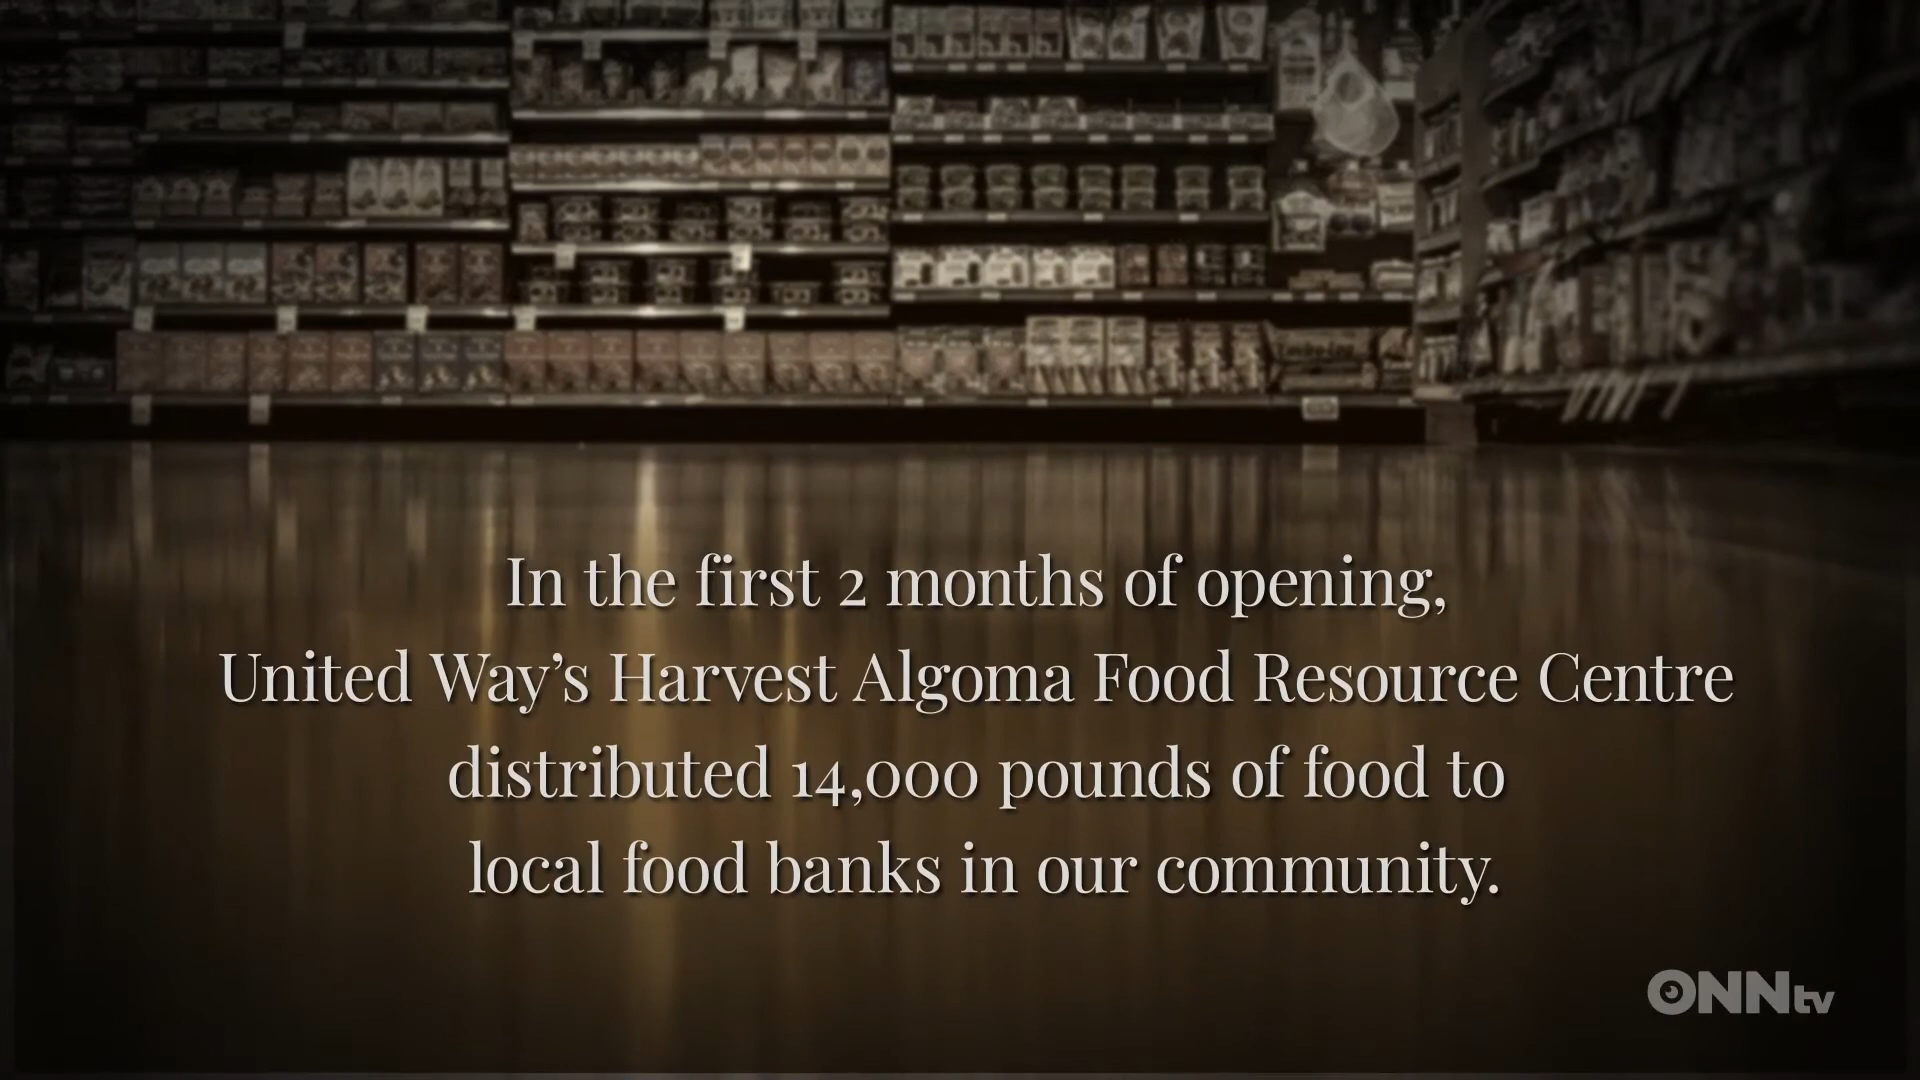 In the first 2 months of opening,
United Way’s Harvest Algoma Food Resource Centre
distributed 14,000 pounds of food to
local food banks in our community.
ONNtv